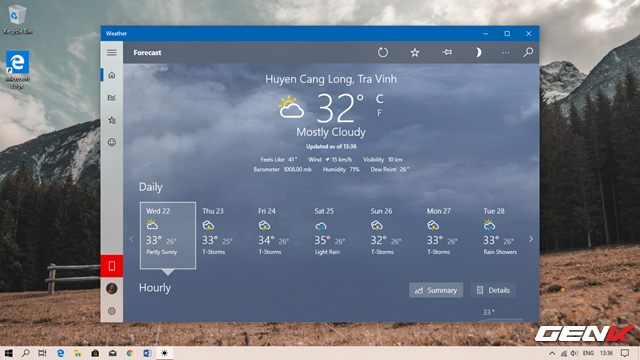 Recycle Bin
Microsoft
Edge
Weather
Forecast
Huyen Cang Long, Tra Vinh
32° C
F
Mostly Cloudy
Updated as of 13:36
Feels Like 41° Wind 15 km/h Visibility 10 km
Barometer 1008.00 mb Humidity 71% Dew Point 26°
Daily
Wed 22 Thu 23 Fri 24 Sat 25 Sun 26 Mon 27 Tue 28
33° 26° 33° 25° 34° 26° 35° 26° 32° 26° 33° 26° 33° 26°
Partly Sunny T-Storms T-Storms Light Rain T-Storms T-Storms Rain Showers
Hourly Summary Details
33°
GENK
ENG 13:36